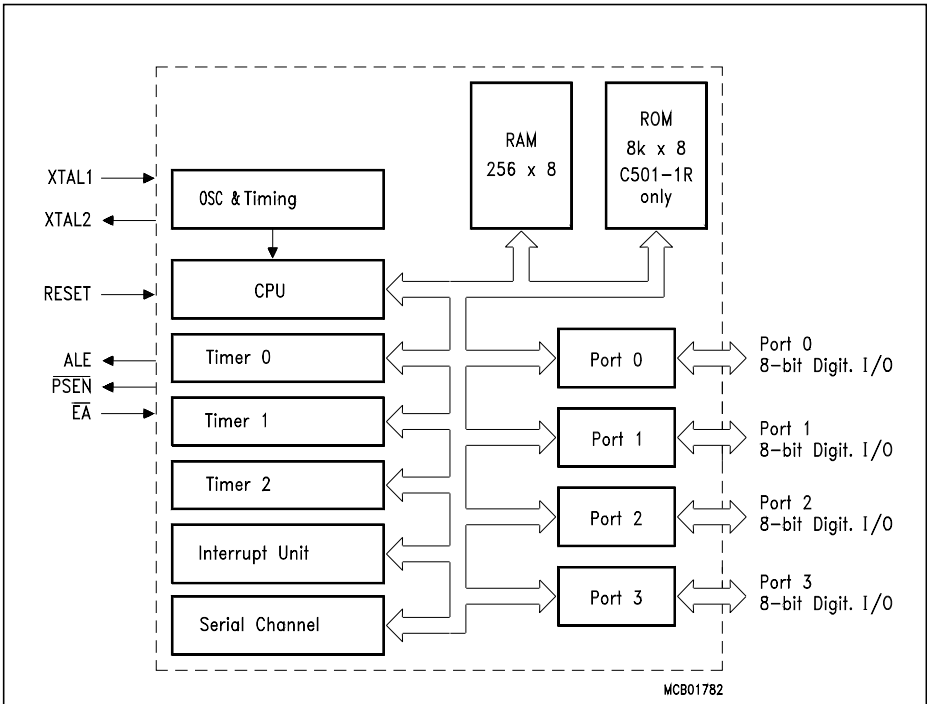 RAM
256 x 8
ROM
8k x 8
C501-1R
only
XTAL1
XTAL2
RESET
ALE
PSEN
EA
OSC & Timing
CPU
Timer 0
Timer 1
Timer 2
Interrupt Unit
Serial Channel
Port 0
Port 1
Port 2
Port 3
Port 0
8-bit Digit. I/O
Port 1
8-bit Digit. I/O
Port 2
8-bit Digit. I/O
Port 3
8-bit Digit. I/O
MCB01782